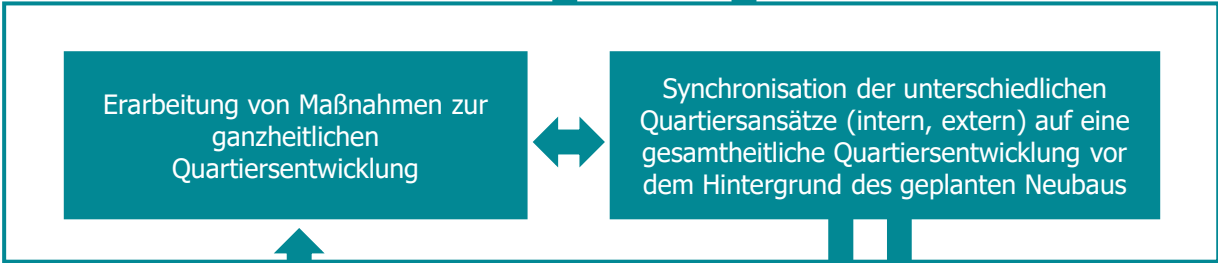 Erarbeitung von Maßnahmen zur
ganzheitlichen
Quartiersentwicklung
Synchronisation der unterschiedlichen
Quartiersansätze (intern, extern) auf eine
gesamtheitliche Quartiersentwicklung vor
dem Hintergrund des geplanten Neubaus